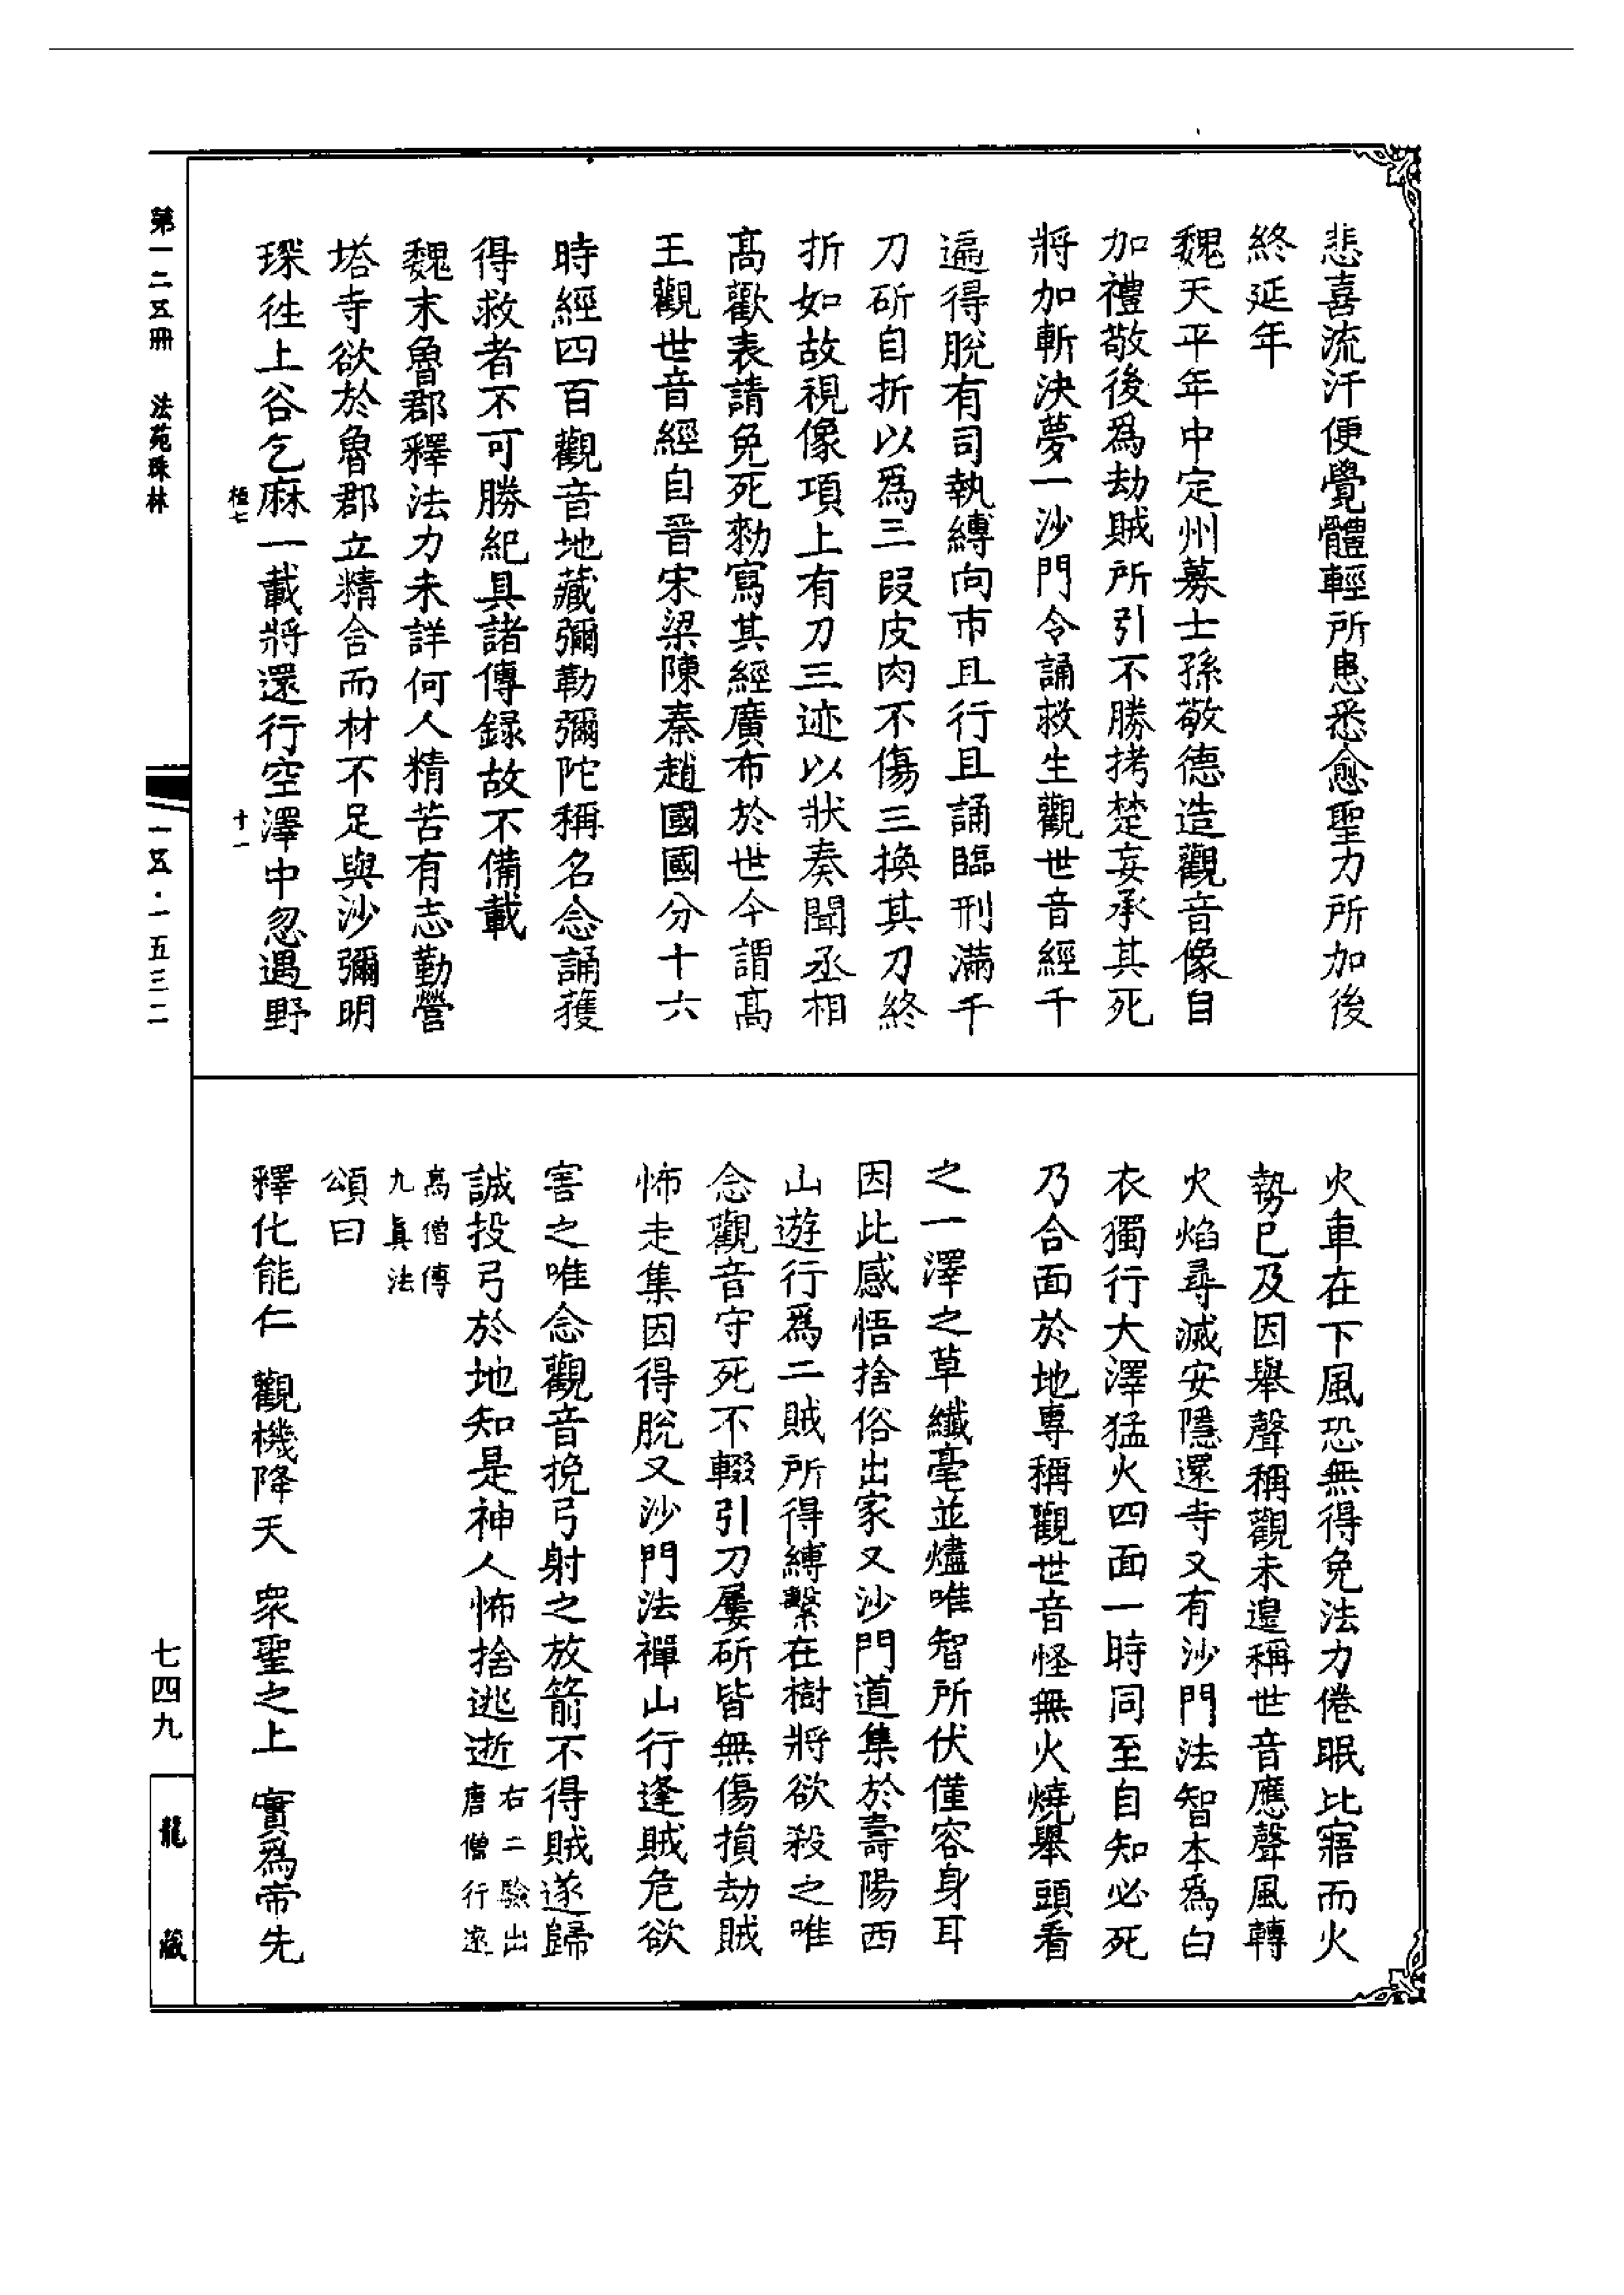 悲喜流汗便覺體輕所患悉愈聖力所加後
終延年
魏天平年中定州募士孫敬德造觀音像自
加禮敬後爲劫賊所引不勝拷楚妄承其死
將加斬決夢一沙門令誦救生觀世音經千
遍得脫有司執縛向市且行且誦臨刑滿千
刀斫自折以爲三段皮肉不傷三換其刀終
折如故視像項上有刀三迹以狀奏聞丞相
高歡表請免死勑寫其經廣布於世今謂高
王觀世音經自晉宋梁陳秦趙國國分十六
時經四百觀音地藏彌勒彌陀稱名念誦獲
得救者不可勝紀具諸傳録故不備載
魏末魯郡釋法力未詳何人精苦有志勤營
塔寺欲於魯郡立精舍而材不足與沙彌明
琛徃上谷乞麻一載將還行空澤中忽遇野
火車在下風恐無得免法力倦眠比寤而火
勢已及因舉聲稱觀未遑稱世音應聲風轉
火焰尋滅安隱還寺又有沙門法智本爲白
衣獨行大澤猛火四面一時同至自知必死
乃合面於地專稱觀世音怪無火燒舉頭看
之一澤之草纖毫並燼唯智所伏僅容身耳
因此感悟捨俗出家又沙門道集於壽陽西
山遊行爲二賊所得縛繫在樹將欲殺之唯
念觀音守死不輟引刀屢斫皆無傷損劫賊
怖走集因得脫又沙門法禪山行逢賊危欲
害之唯念觀音挽弓射之放箭不得賊遂歸
誠投弓於地知是神人怖捨逃逝右二驗出唐僧行遠
高僧傳
九眞法
頌曰
釋化能仁 觀機降天 衆聖之上 實爲帝先
第一二五冊 法苑珠林
植七
十一
一五·一五三二
七四九
龍藏